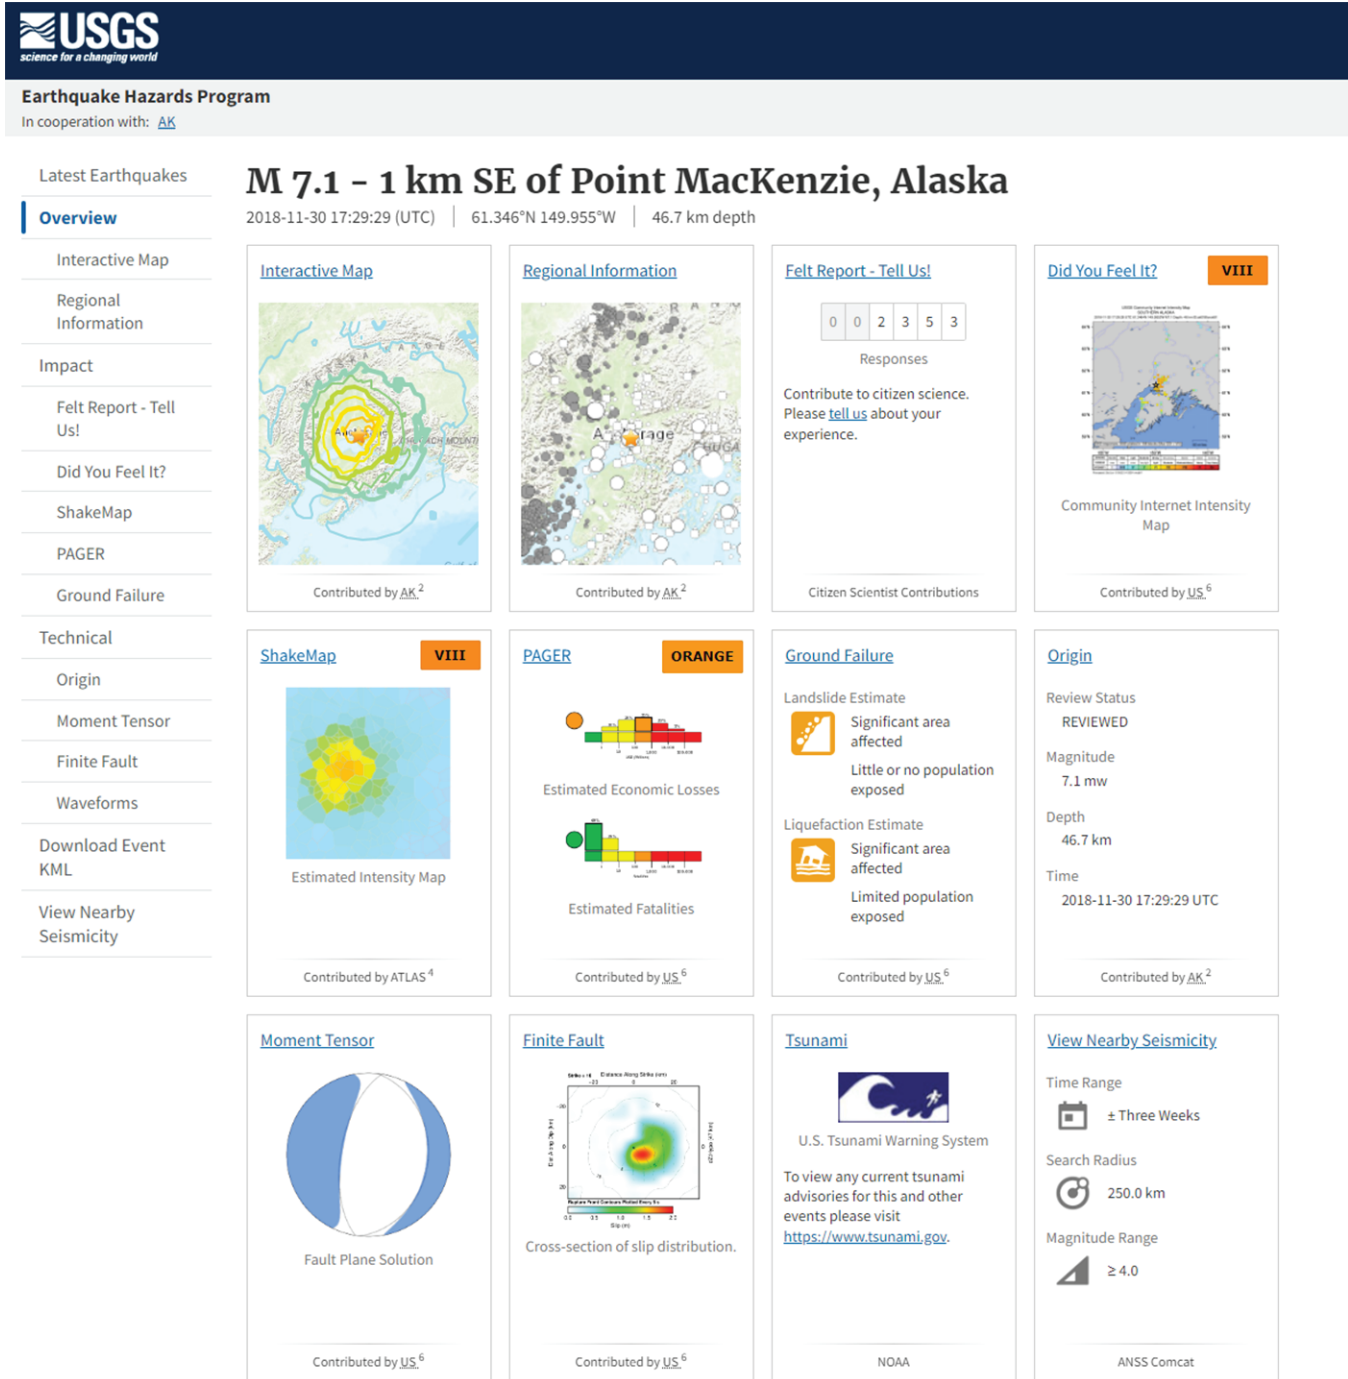 USGS
science for a changing world
Earthquake Hazards Program
In cooperation with: AK
Latest Earthquakes
Overview
Interactive Map
Regional
Information
Impact
Felt Report - Tell
Us!
Did You Feel It?
ShakeMap
PAGER
Ground Failure
Technical
Origin
Moment Tensor
Finite Fault
Waveforms
Download Event
KML
View Nearby
Seismicity
M 7.1 - 1 km SE of Point MacKenzie, Alaska
2018-11-30 17:29:29 (UTC) 61.346°N 149.955°W 46.7 km depth
Interactive Map
Contributed by AK 2
Regional Information
Contributed by AK 2
Felt Report - Tell Us!
0 0 2 3 5 3
Responses
Contribute to citizen science.
Please tell us about your
experience.
Citizen Scientist Contributions
Did You Feel It? VIII
Community Internet Intensity
Map
Contributed by US 6
ShakeMap VIII
Estimated Intensity Map
Contributed by ATLAS 4
PAGER ORANGE
Estimated Economic Losses
Estimated Fatalities
Contributed by US 6
Ground Failure
Landslide Estimate
Significant area
affected
Little or no population
exposed
Liquefaction Estimate
Significant area
affected
Limited population
exposed
Contributed by US 6
Origin
Review Status
REVIEWED
Magnitude
7.1 mw
Depth
46.7 km
Time
2018-11-30 17:29:29 UTC
Contributed by AK 2
Moment Tensor
Fault Plane Solution
Contributed by US 6
Finite Fault
Distance Along Strike (km)
Rupture Front Contours Plotted Every 5 s
Slip (m)
Cross-section of slip distribution.
Contributed by US 6
Tsunami
U.S. Tsunami Warning System
To view any current tsunami
advisories for this and other
events please visit
https://www.tsunami.gov.
NOAA
View Nearby Seismicity
Time Range
± Three Weeks
Search Radius
250.0 km
Magnitude Range
≥ 4.0
ANSS Comcat